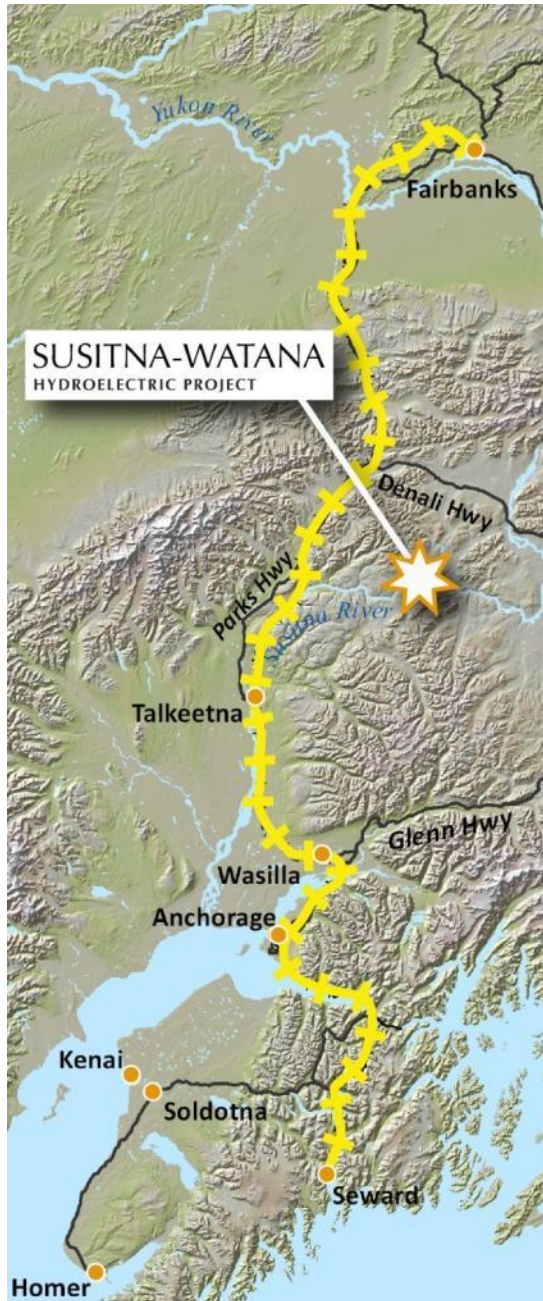 Yukon River
Fairbanks
SUSITNA-WATANA
HYDROELECTRIC PROJECT
Denali Hwy
Parks Hwy
Susitna River
Talkeetna
Glenn Hwy
Wasilla
Anchorage
Kenai
Soldotna
Seward
Homer